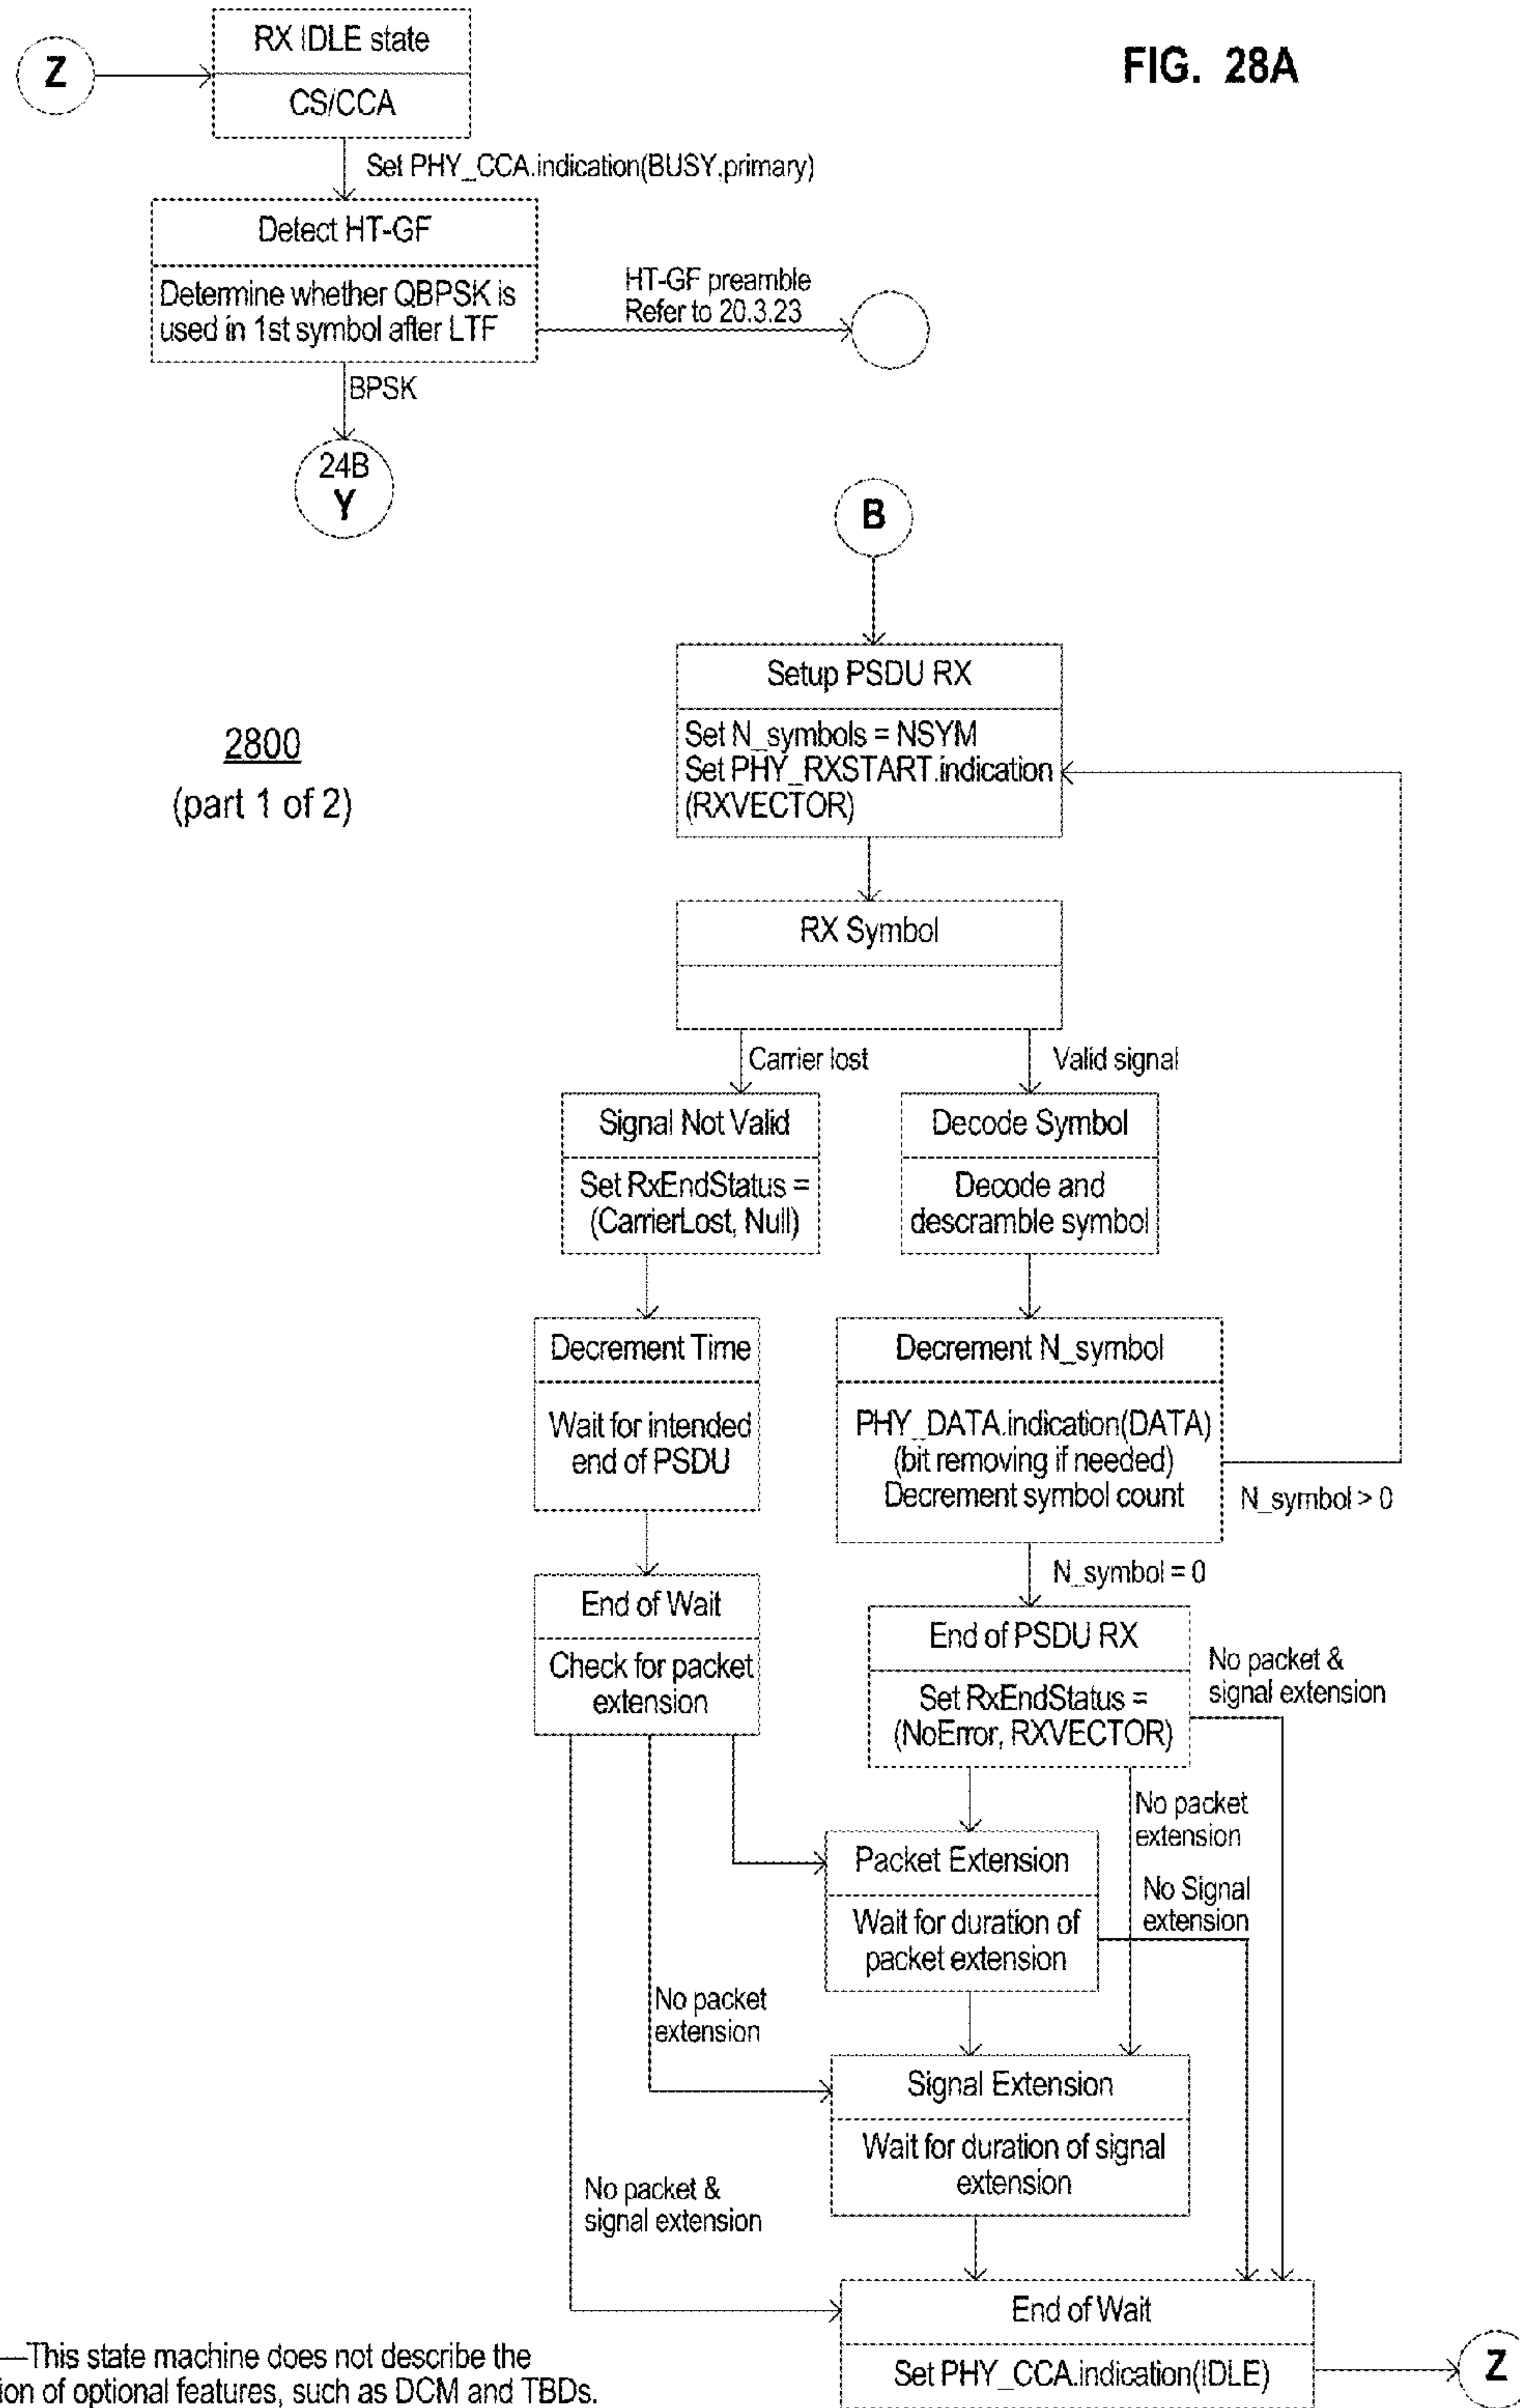 FIG. 28A
Z
RX IDLE state
CS/CCA
Set PHY_CCA.indication(BUSY,primary)
Detect HT-GF
Determine whether QBPSK is
used in 1st symbol after LTF
HT-GF preamble
Refer to 20.3.23
BPSK
24B
Y
B
2800
(part 1 of 2)
Setup PSDU RX
Set N_symbols = NSYM
Set PHY_RXSTART.indication
(RXVECTOR)
RX Symbol
Carrier lost
Valid signal
Signal Not Valid
Set RxEndStatus =
(CarrierLost, Null)
Decode Symbol
Decode and
descramble symbol
Decrement Time
Wait for intended
end of PSDU
Decrement N_symbol
PHY_DATA.indication(DATA)
(bit removing if needed)
Decrement symbol count
N_symbol > 0
N_symbol = 0
End of Wait
Check for packet
extension
End of PSDU RX
Set RxEndStatus =
(NoError, RXVECTOR)
No packet &
signal extension
No packet
extension
Packet Extension
Wait for duration of
packet extension
No Signal
extension
No packet
extension
Signal Extension
Wait for duration of signal
extension
No packet &
signal extension
End of Wait
Set PHY_CCA.indication(IDLE)
Z
—This state machine does not describe the
ion of optional features, such as DCM and TBDs.